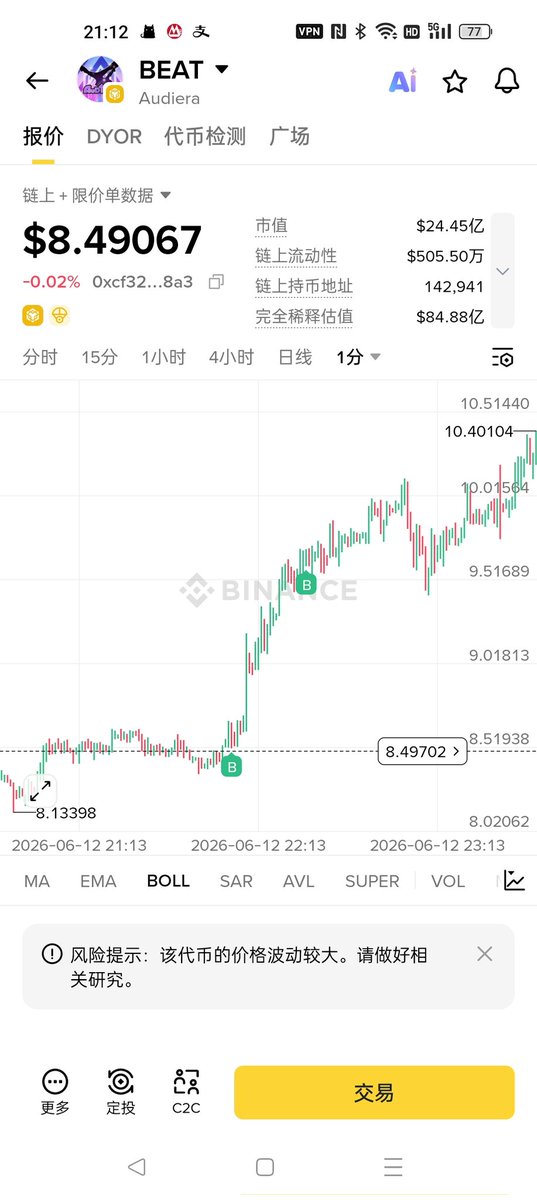 21:12
VPN
HD
5G
77
BEAT
Audiera
Ai
报价 DYOR 代币检测 广场
链上 + 限价单数据
$8.49067
-0.02% 0xcf32...8a3
市值 $24.45亿
链上流动性 $505.50万
链上持币地址 142,941
完全稀释估值 $84.88亿
分时 15分 1小时 4小时 日线 1分
10.51440
10.40104
10.01564
9.51689
BINANCE
B
9.01813
8.51938
8.49702
B
8.13398
8.02062
2026-06-12 21:13 2026-06-12 22:13 2026-06-12 23:13
MA EMA BOLL SAR AVL SUPER VOL
风险提示：该代币的价格波动较大。请做好相
关研究。
更多 定投 C2C 交易